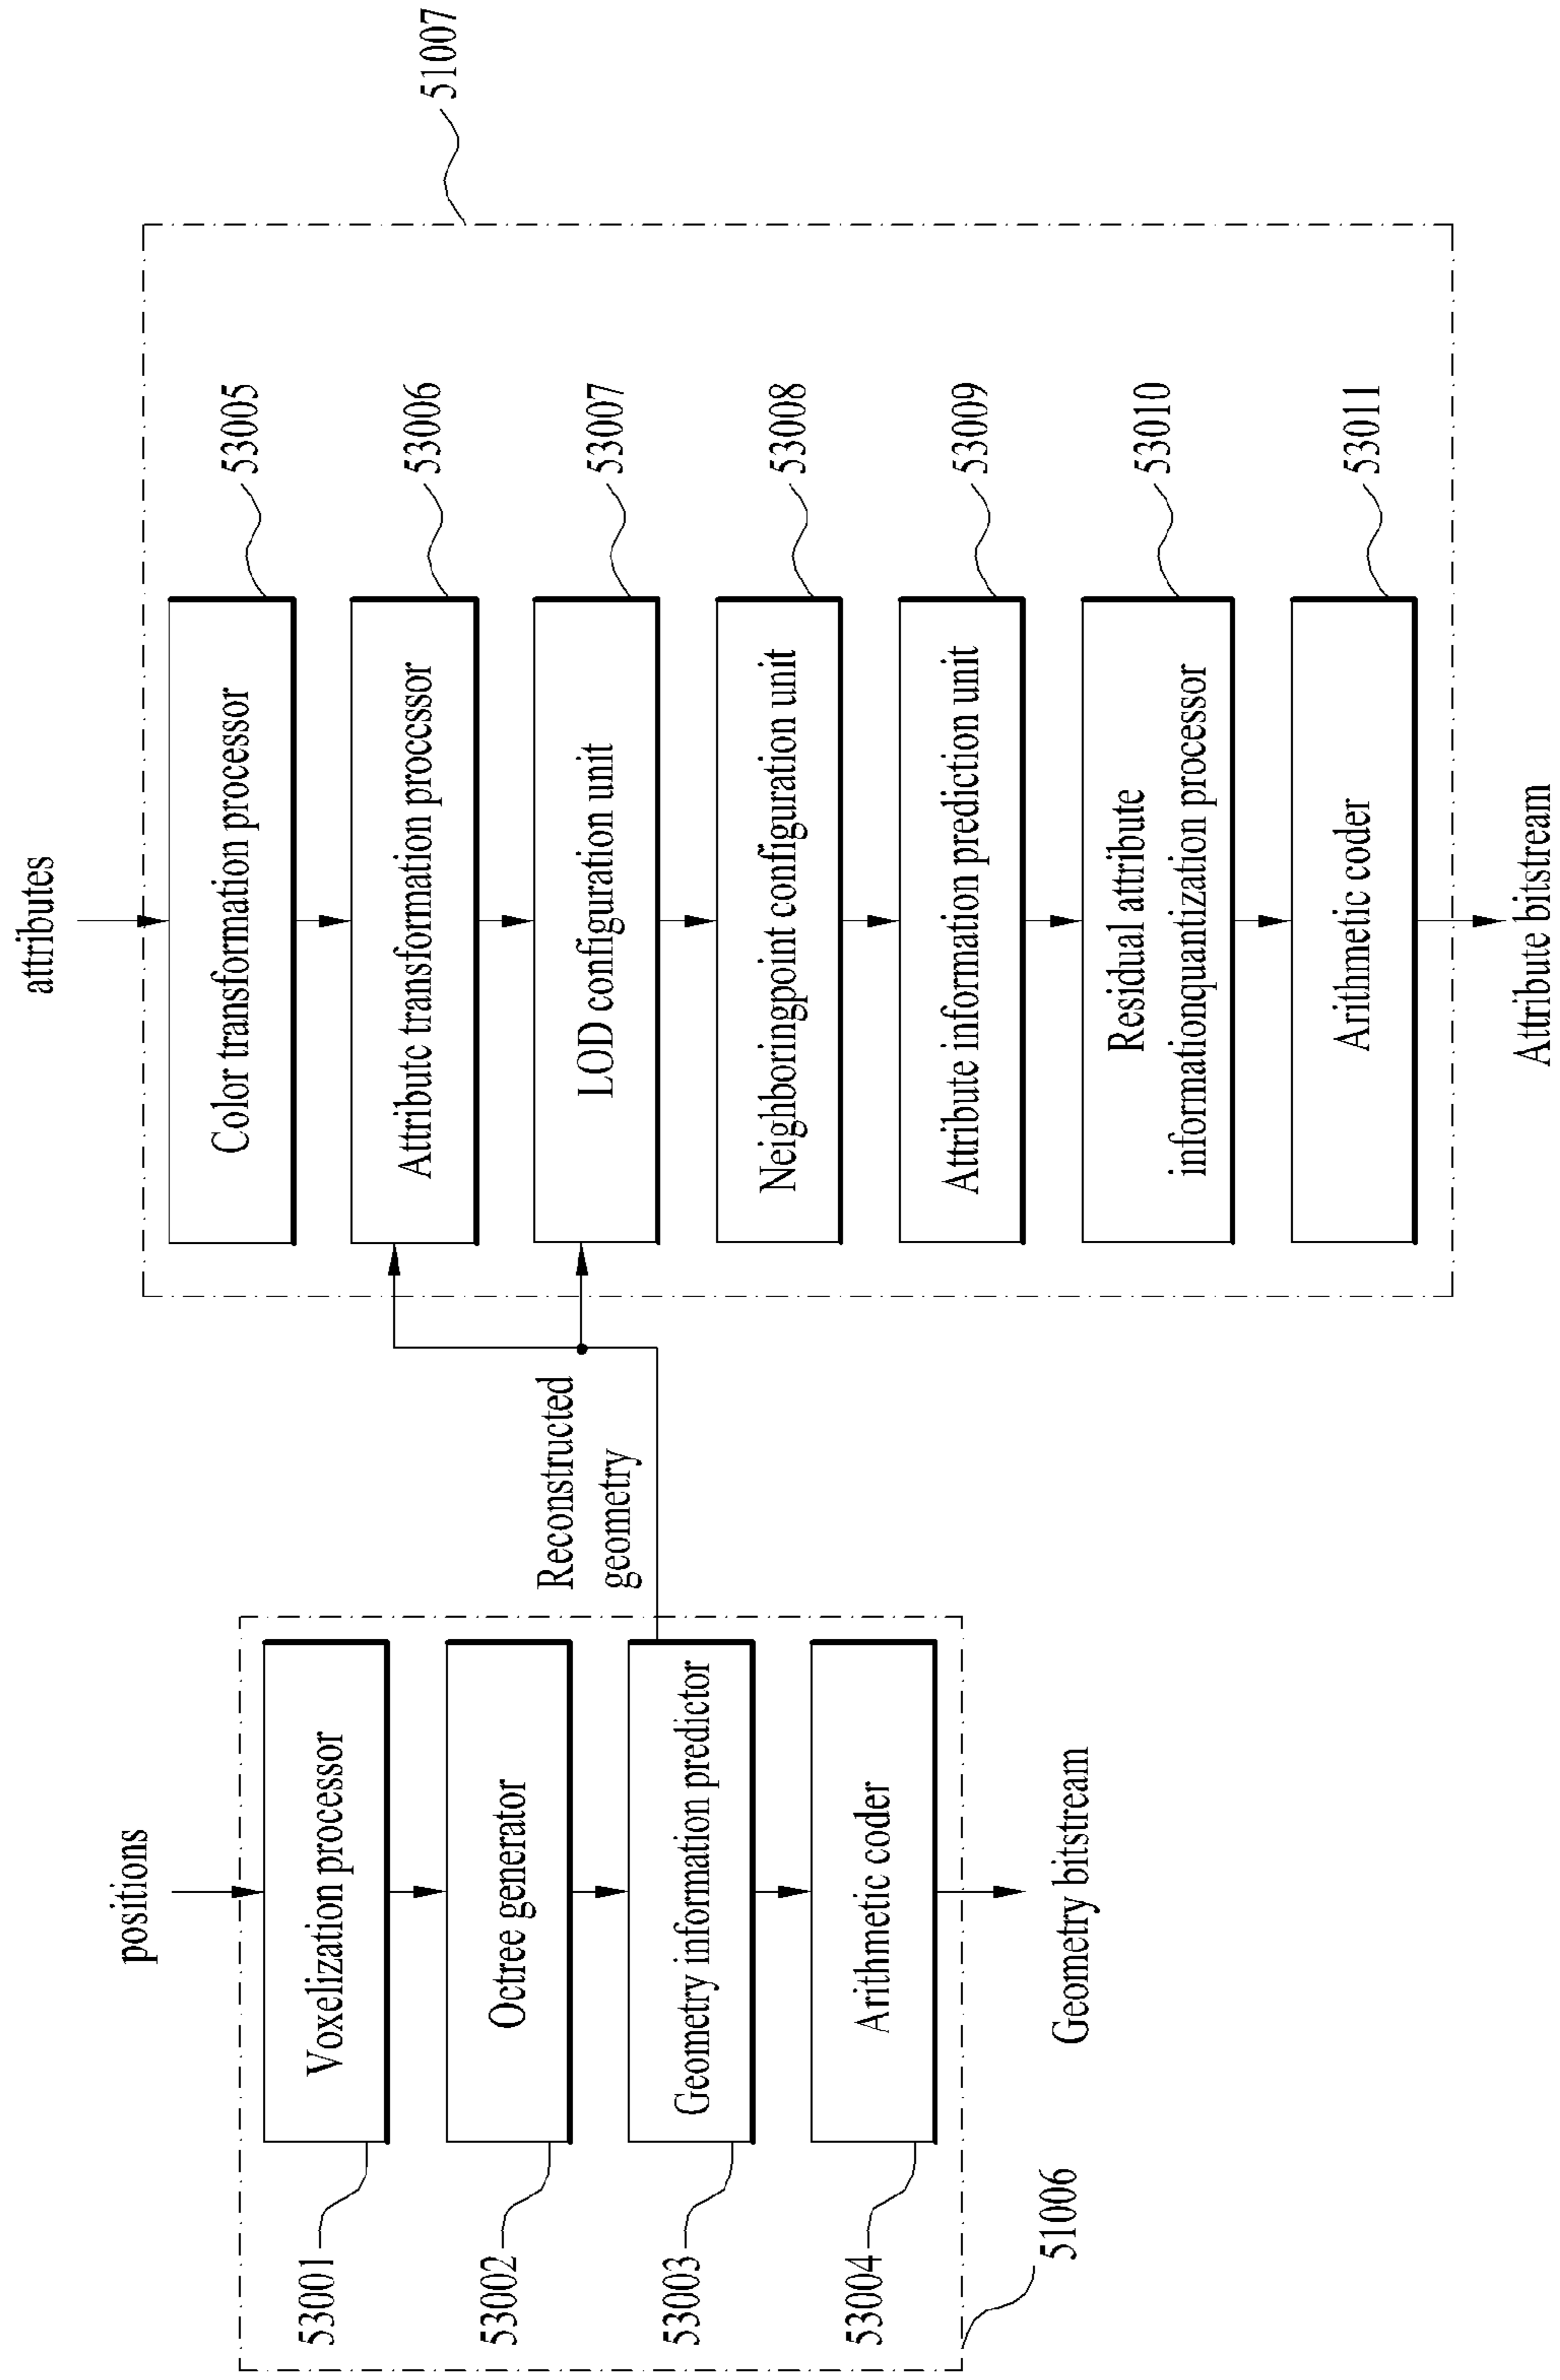 positions
53001
Voxelization processor
53002
Octree generator
53003
Geometry information predictor
53004
Arithmetic coder
51006
Geometry bitstream
Reconstructed
geometry
attributes
51007
Color transformation processor
53005
Attribute transformation processor
53006
LOD configuration unit
53007
Neighboringpoint configuration unit
53008
Attribute information prediction unit
53009
Residual attribute
informationquantization processor
53010
Arithmetic coder
53011
Attribute bitstream